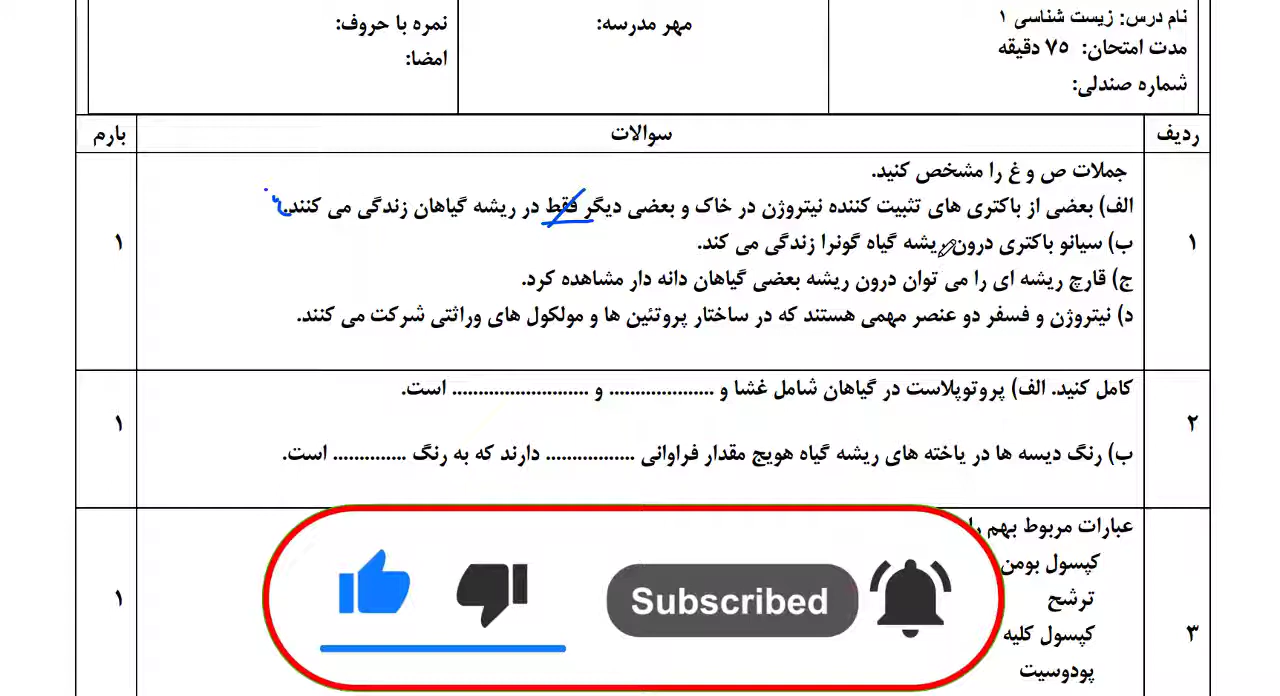 نام درس: زیست شناسی ۱
مدت امتحان: ۷۵ دقیقه
شماره صندلی:
مهر مدرسه:
نمره با حروف:
امضا:
ردیف
سوالات
بارم
جملات ص و غ را مشخص کنید.
الف) بعضی از باکتری های تثبیت کننده نیتروژن در خاک و بعضی دیگر فقط در ریشه گیاهان زندگی می کنند.
ب) سیانو باکتری درون ریشه گیاه گونرا زندگی می کند.
ج) قارچ ریشه ای را می توان درون ریشه بعضی گیاهان دانه دار مشاهده کرد.
د) نیتروژن و فسفر دو عنصر مهمی هستند که در ساختار پروتئین ها و مولکول های وراثتی شرکت می کنند.
۱
۱
کامل کنید. الف) پروتوپلاست در گیاهان شامل غشا و .................... و .......................... است.
ب) رنگ دیسه ها در یاخته های ریشه گیاه هویج مقدار فراوانی ................. دارند که به رنگ .............. است.
۲
۱
عبارات مربوط بهم را
کپسول بومن
ترشح
کپسول کلیه
پودوسیت
۳
۱
Subscribed